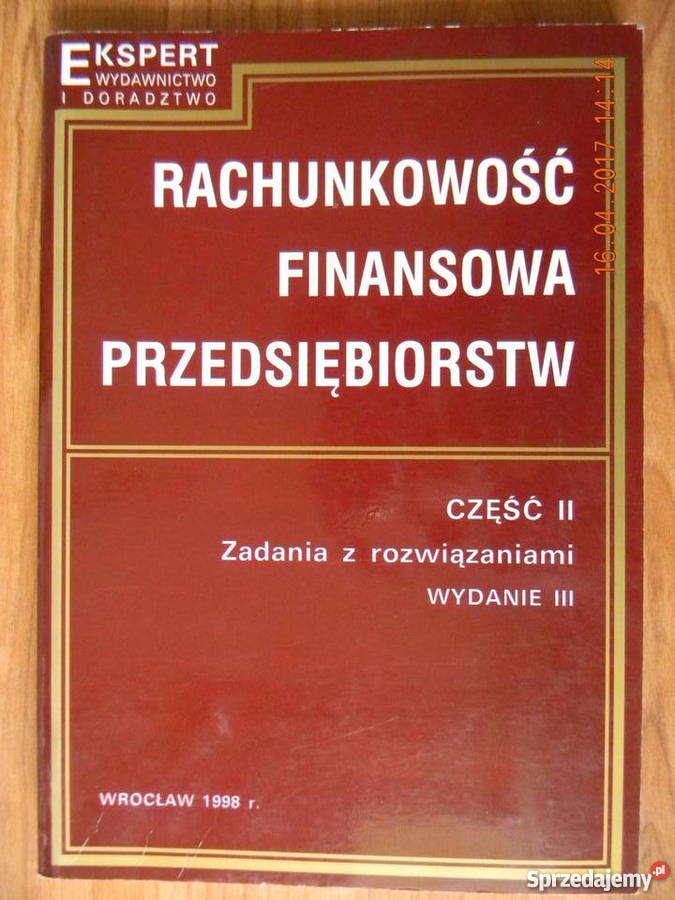 EKSPERT
WYDAWNICTWO
I DORADZTWO
16.04.2017 14:14
RACHUNKOWOŚĆ
FINANSOWA
PRZEDSIĘBIORSTW
CZĘŚĆ II
Zadania z rozwiązaniami
WYDANIE III
WROCŁAW 1998 r.
Sprzedajemy.pl